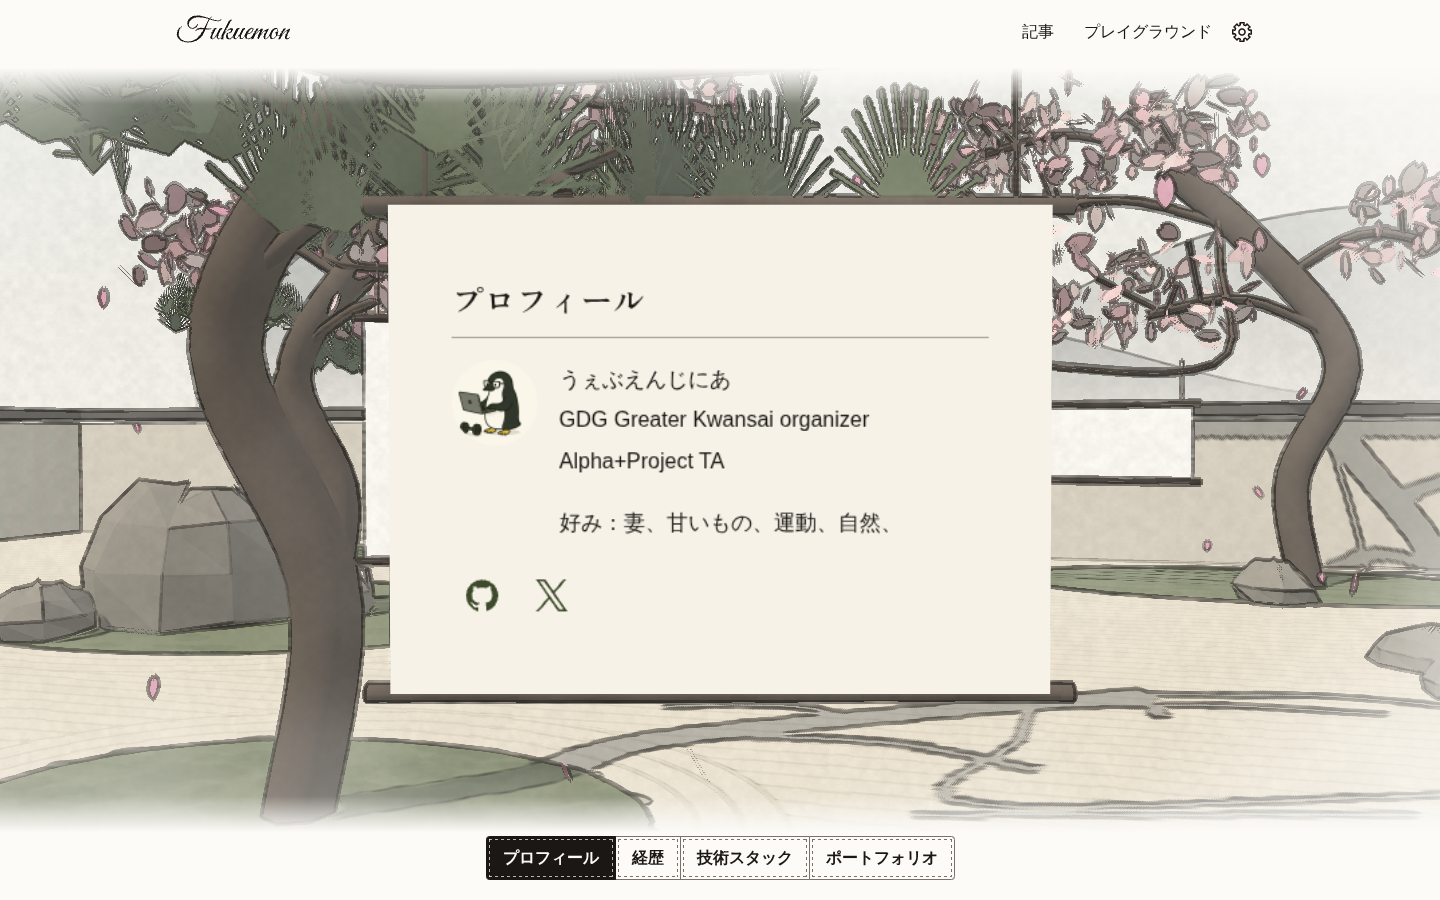 Fukuemon
記事 プレイグラウンド
プロフィール
うぇぶえんじにあ
GDG Greater Kwansai organizer
Alpha+Project TA
好み：妻、甘いもの、運動、自然、
プロフィール 経歴 技術スタック ポートフォリオ